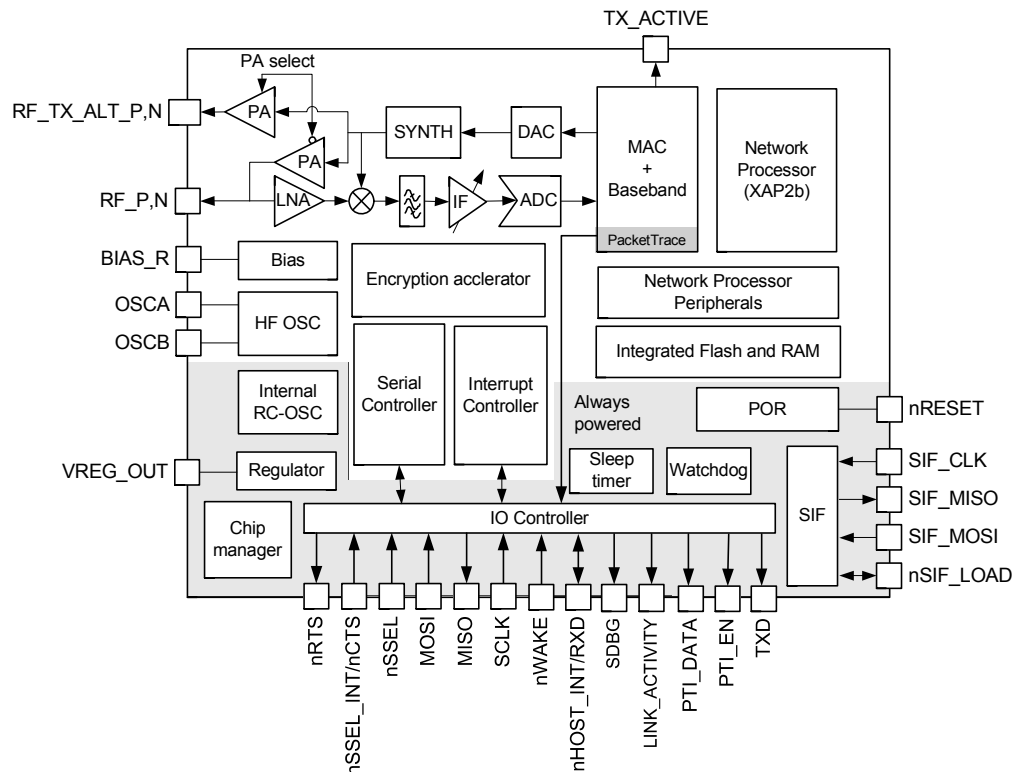 TX_ACTIVE
PA select
RF_TX_ALT_P,N
PA
SYNTH
DAC
MAC
+
Baseband
Network
Processor
(XAP2b)
PA
RF_P,N
LNA
IF
ADC
PacketTrace
BIAS_R
Bias
Encryption acclerator
Network Processor
Peripherals
OSCA
HF OSC
OSCB
Integrated Flash and RAM
Serial
Controller
Interrupt
Controller
Internal
RC-OSC
Always
powered
POR
nRESET
VREG_OUT
Regulator
Sleep
timer
Watchdog
SIF
SIF_CLK
SIF_MISO
SIF_MOSI
nSIF_LOAD
IO Controller
Chip
manager
nRTS
nSSEL_INT/nCTS
nSSEL
MOSI
MISO
SCLK
nWAKE
nHOST_INT/RXD
SDBG
LINK_ACTIVITY
PTI_DATA
PTI_EN
TXD